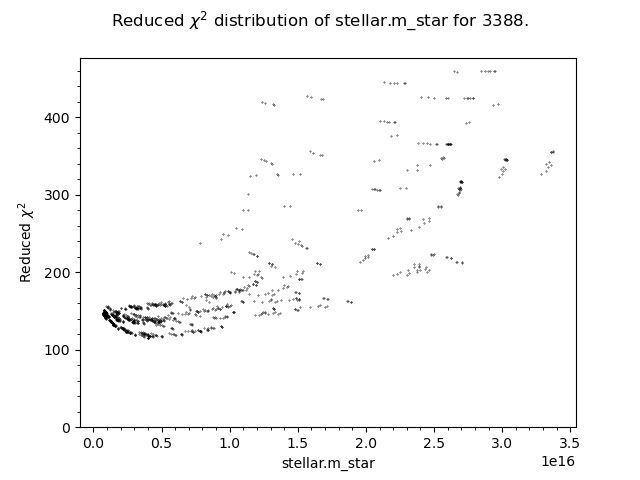 Reduced χ² distribution of stellar.m_star for 3388.
Reduced χ²
400
300
200
100
0
0.0 0.5 1.0 1.5 2.0 2.5 3.0 3.5
1e16
stellar.m_star